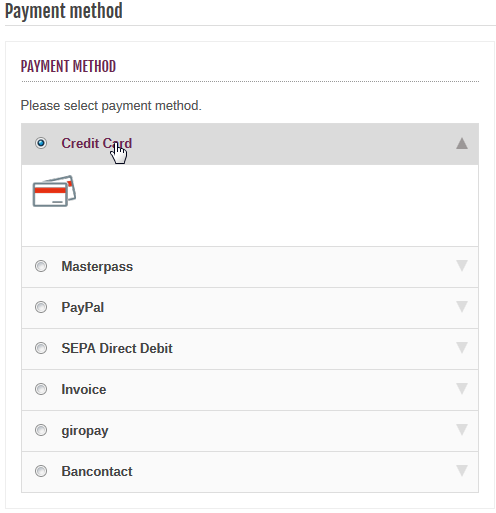 Payment method
PAYMENT METHOD
Please select payment method.
Credit Card
Masterpass
PayPal
SEPA Direct Debit
Invoice
giropay
Bancontact